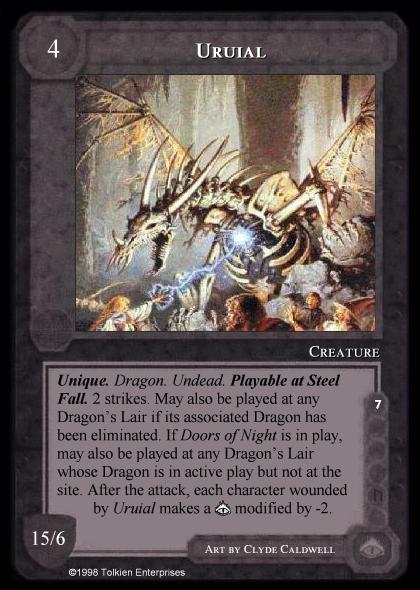 4
URUIAL
CREATURE
Unique. Dragon. Undead. Playable at Steel
Fall. 2 strikes. May also be played at any
Dragon's Lair if its associated Dragon has
been eliminated. If Doors of Night is in play,
may also be played at any Dragon's Lair
whose Dragon is in active play but not at the
site. After the attack, each character wounded
by Uruial makes a modified by -2.
7
15/6
ART BY CLYDE CALDWELL
©1998 Tolkien Enterprises